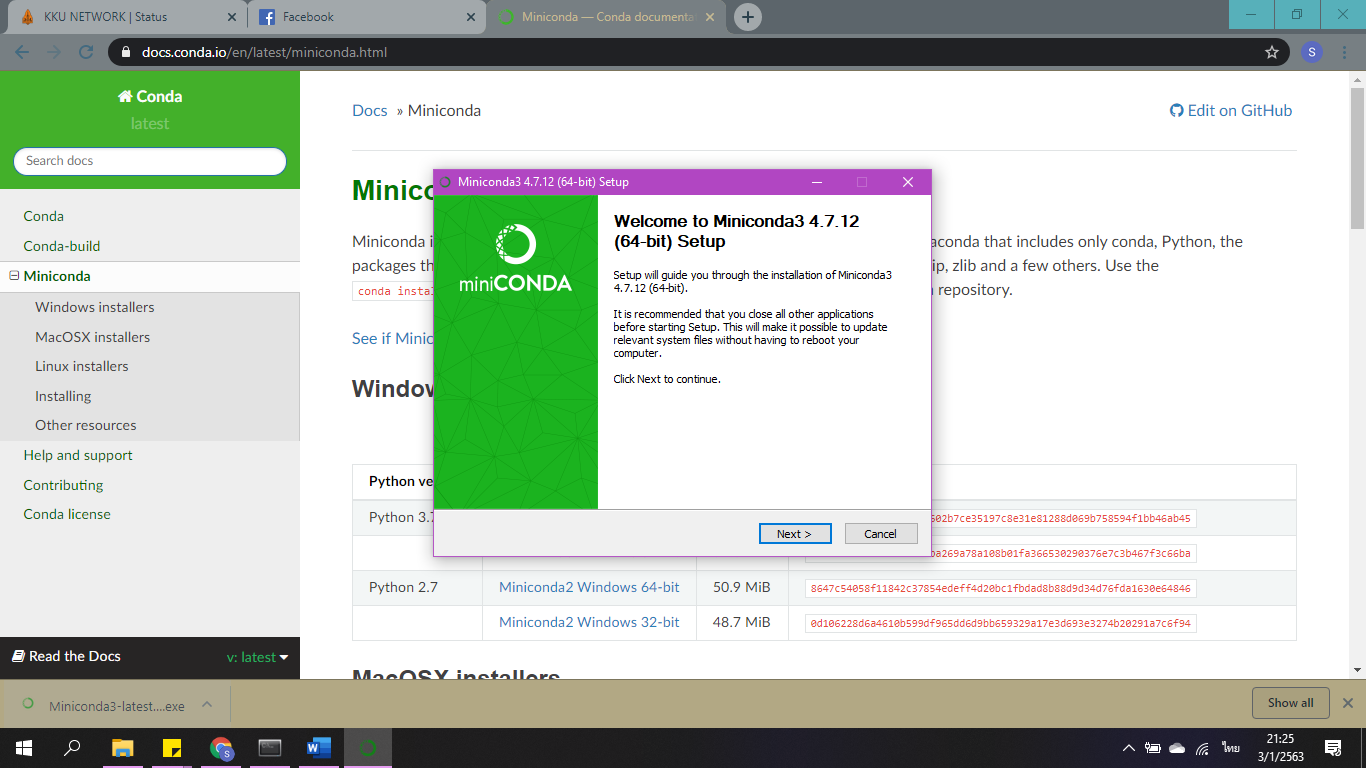 KKU NETWORK | Status
Facebook
Miniconda — Conda documenta
docs.conda.io/en/latest/miniconda.html
S
Conda
latest
Search docs
Conda
Conda-build
Miniconda
Windows installers
MacOSX installers
Linux installers
Installing
Other resources
Help and support
Contributing
Conda license
Read the Docs
v: latest
Docs » Miniconda
Edit on GitHub
Minico
Miniconda i
aconda that includes only conda, Python, the
packages th
ip, zlib and a few others. Use the
conda instal
repository.
See if Minic
Window
Python ve
Python 3.7
602b7ce35197c8e31e81288d069b758594f1bb46ab45
ba269a78a108b01fa366530290376e7c3b467f3c66ba
Python 2.7 Miniconda2 Windows 64-bit 50.9 MiB 8647c54058f11842c37854edeff4d20bc1fbdad8b88d9d34d76fda1630e64846
Miniconda2 Windows 32-bit 48.7 MiB 0d106228d6a4610b599df965dd6d9bb659329a17e3d693e3274b20291a7c6f94
MacOSX installers
Miniconda3 4.7.12 (64-bit) Setup
miniCONDA
Welcome to Miniconda3 4.7.12
(64-bit) Setup
Setup will guide you through the installation of Miniconda3
4.7.12 (64-bit).
It is recommended that you close all other applications
before starting Setup. This will make it possible to update
relevant system files without having to reboot your
computer.
Click Next to continue.
Next >
Cancel
Miniconda3-latest....exe
Show all
ไทย
21:25
3/1/2563